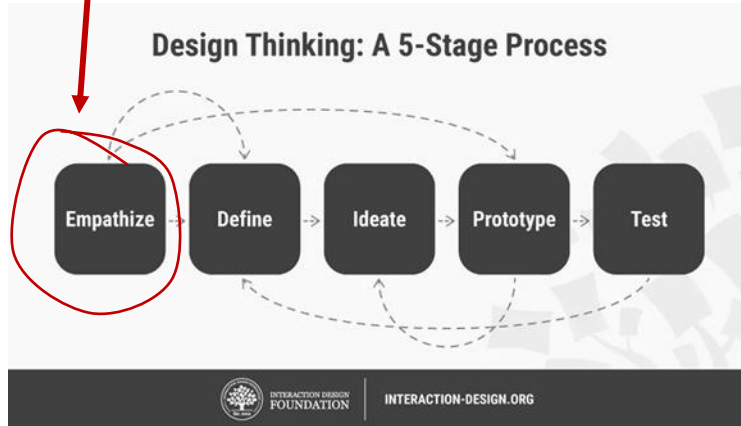 Design Thinking: A 5-Stage Process
Empathize
Define
Ideate
Prototype
Test
INTERACTION DESIGN
FOUNDATION
INTERACTION-DESIGN.ORG